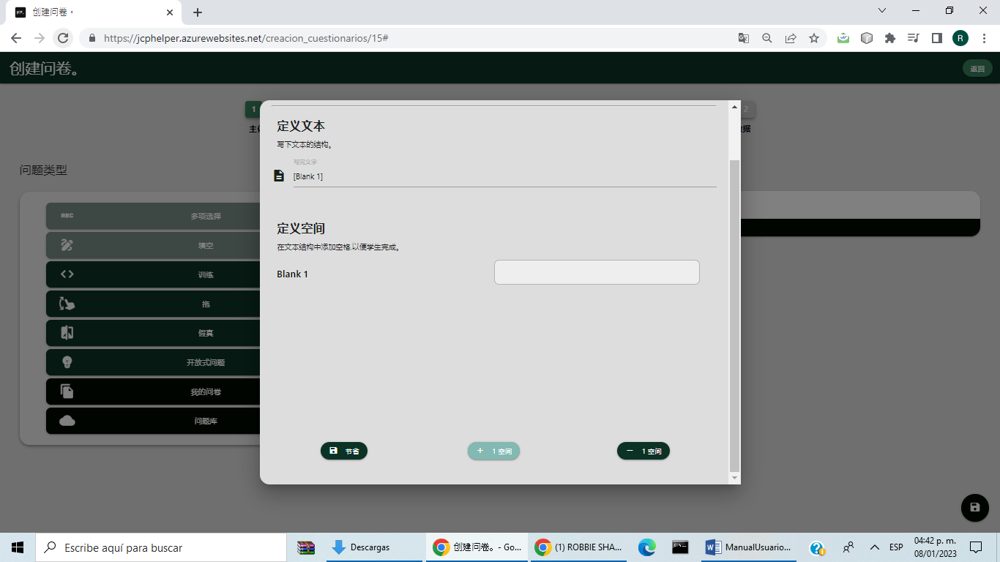 创建问卷。
https://jcphelper.azurewebsites.net/creacion_cuestionarios/15#
R
创建问卷。
返回
1
2
问题类型
ABC 多项选择
填空
训练
拖
假真
开放式问题
我的问卷
问题库
定义文本
写下文本的结构。
写完文字
[Blank 1]
定义空间
在文本结构中添加空格,以便学生完成。
Blank 1
节省
+ 1 空间
− 1 空间
Escribe aquí para buscar
Descargas
创建问卷。 - Go...
(1) ROBBIE SHA...
ManualUsuario...
ESP
04:42 p. m.
08/01/2023